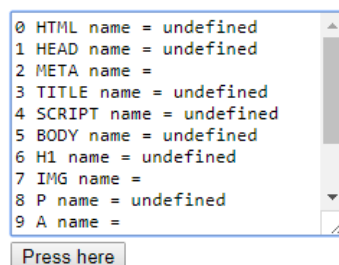 0 HTML name = undefined
1 HEAD name = undefined
2 META name =
3 TITLE name = undefined
4 SCRIPT name = undefined
5 BODY name = undefined
6 H1 name = undefined
7 IMG name =
8 P name = undefined
9 A name =
Press here